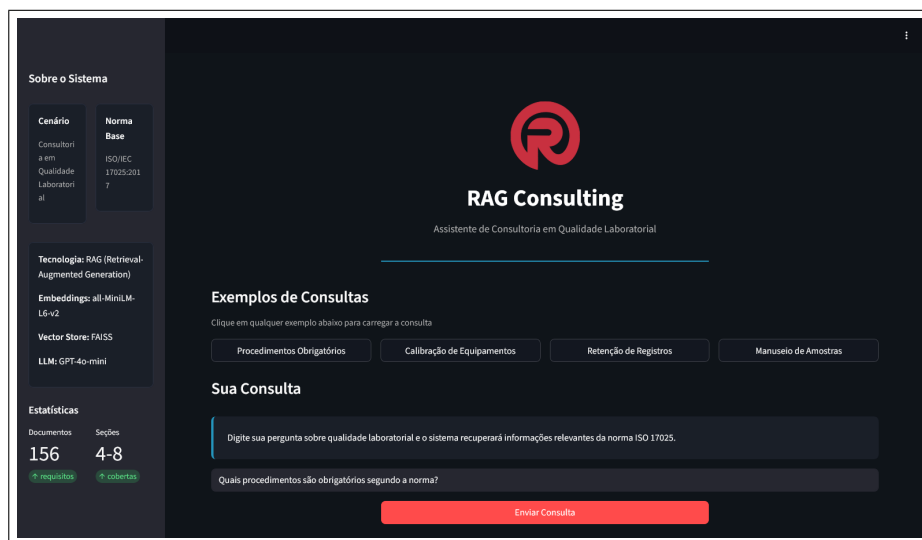 Sobre o Sistema
Cenário
Consultori
a em
Qualidade
Laboratori
al
Norma
Base
ISO/IEC
17025:201
7
Tecnologia: RAG (Retrieval-
Augmented Generation)
Embeddings: all-MiniLM-
L6-v2
Vector Store: FAISS
LLM: GPT-4o-mini
Estatísticas
Documentos
156
↑ requisitos
Seções
4-8
↑ cobertas
RAG Consulting
Assistente de Consultoria em Qualidade Laboratorial
Exemplos de Consultas
Clique em qualquer exemplo abaixo para carregar a consulta
Procedimentos Obrigatórios
Calibração de Equipamentos
Retenção de Registros
Manuseio de Amostras
Sua Consulta
Digite sua pergunta sobre qualidade laboratorial e o sistema recuperará informações relevantes da norma ISO 17025.
Quais procedimentos são obrigatórios segundo a norma?
Enviar Consulta